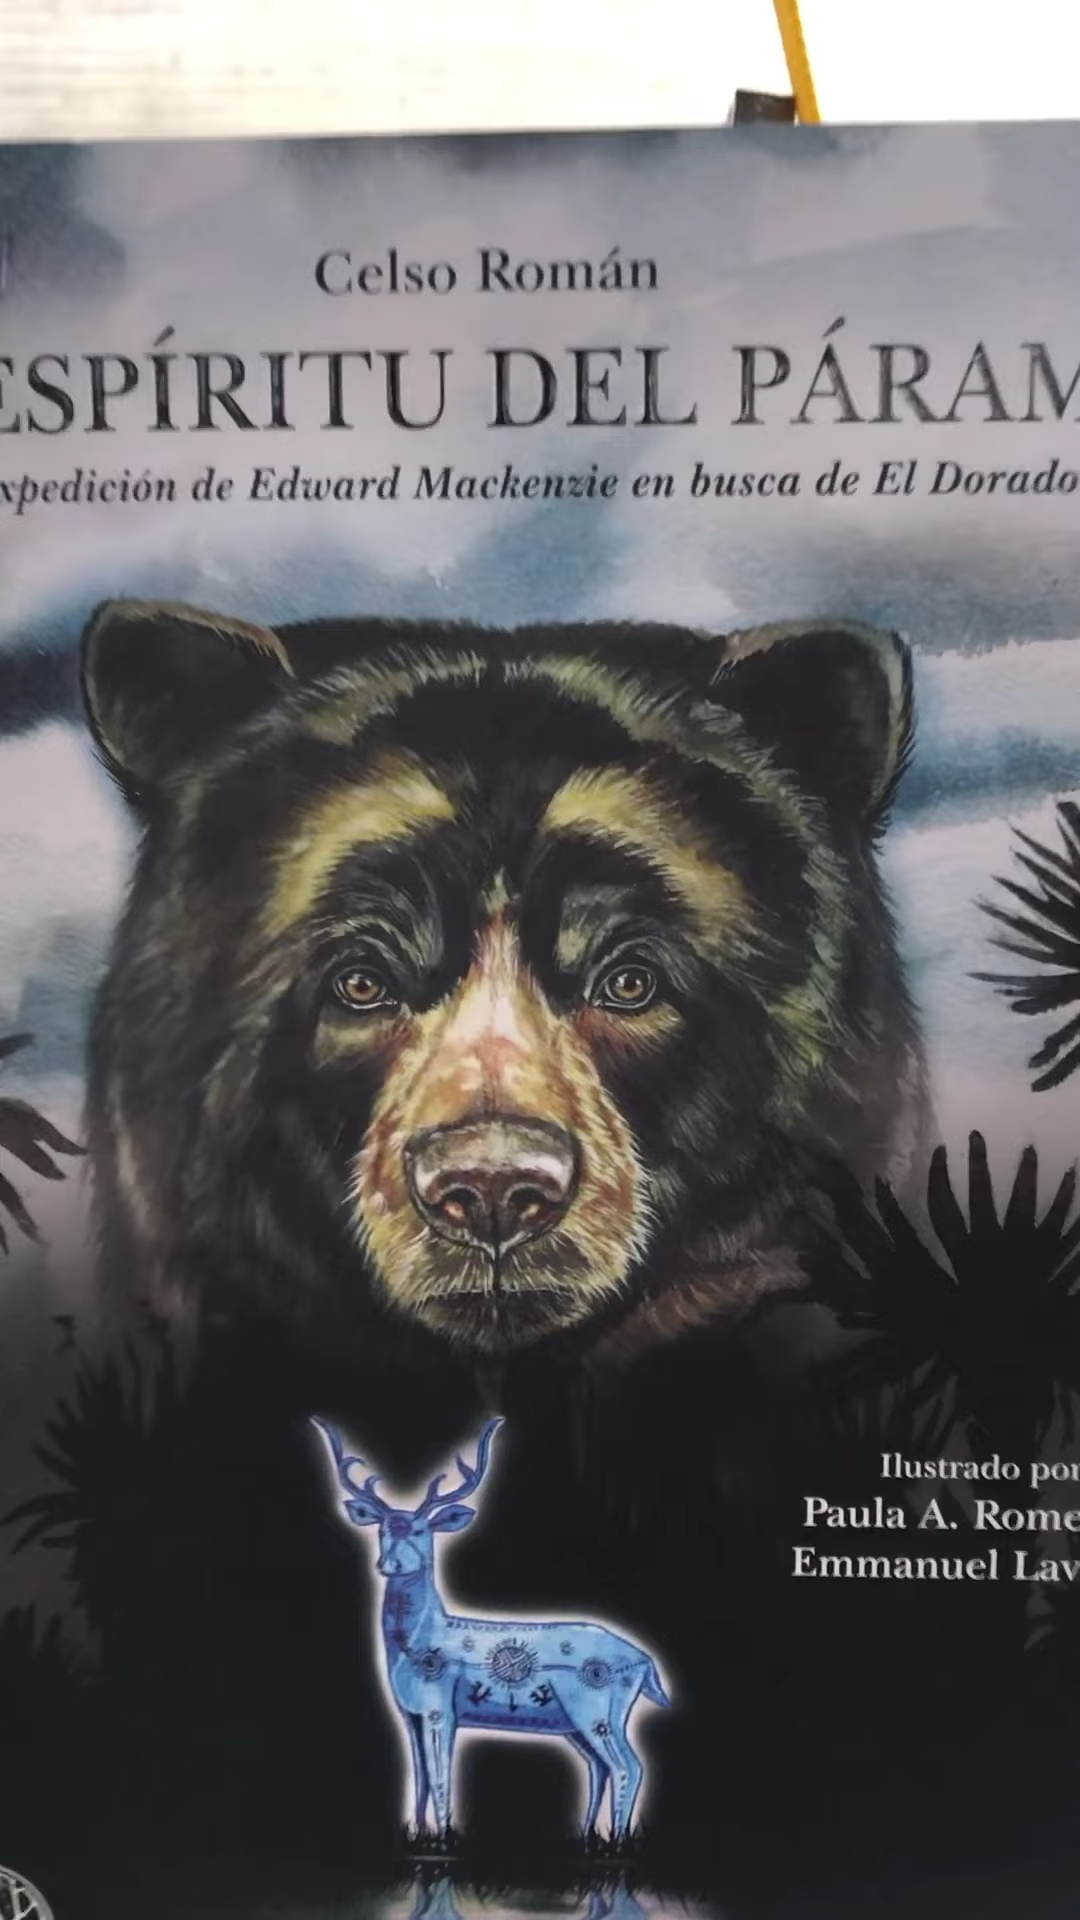 Celso Román
ESPÍRITU DEL PÁRAM
xpedición de Edward Mackenzie en busca de El Dorado
Ilustrado por
Paula A. Rome
Emmanuel Lav